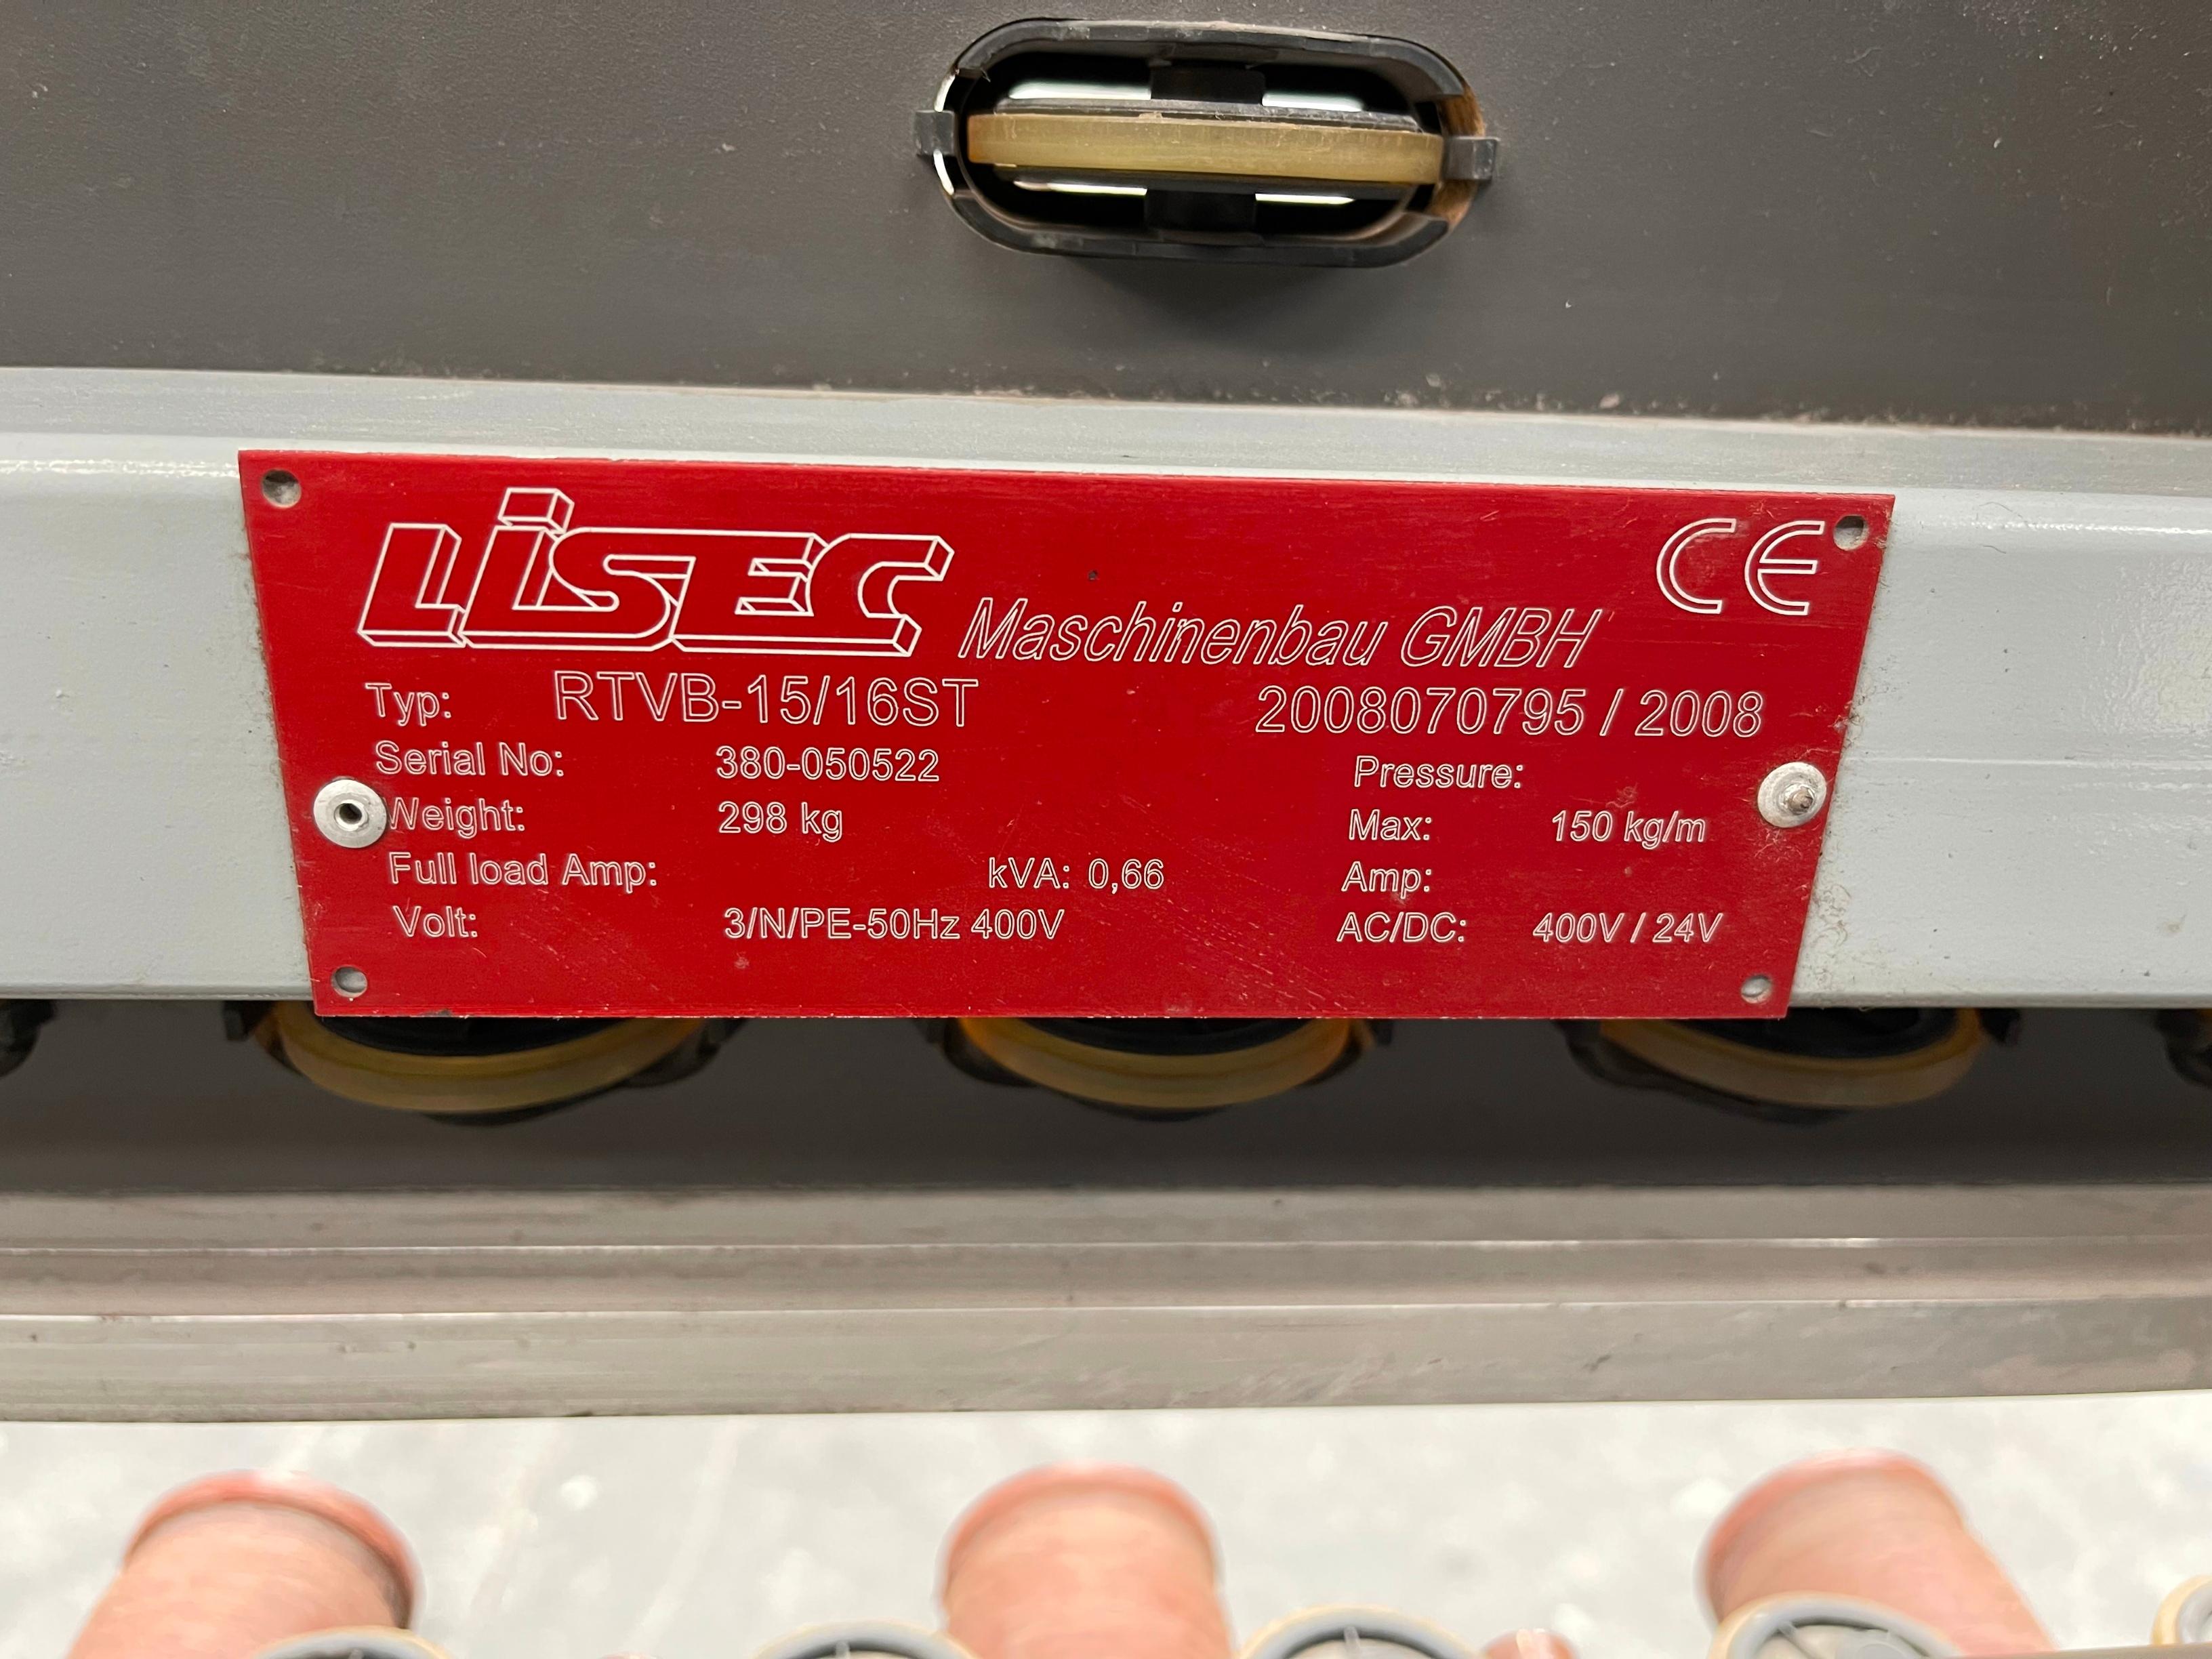 LiSEC Maschinenbau GMBH CE
Typ: RTVB-15/16ST 2008070795 / 2008
Serial No: 380-050522 Pressure:
Weight: 298 kg Max: 150 kg/m
Full load Amp: kVA: 0,66 Amp:
Volt: 3/N/PE-50Hz 400V AC/DC: 400V / 24V